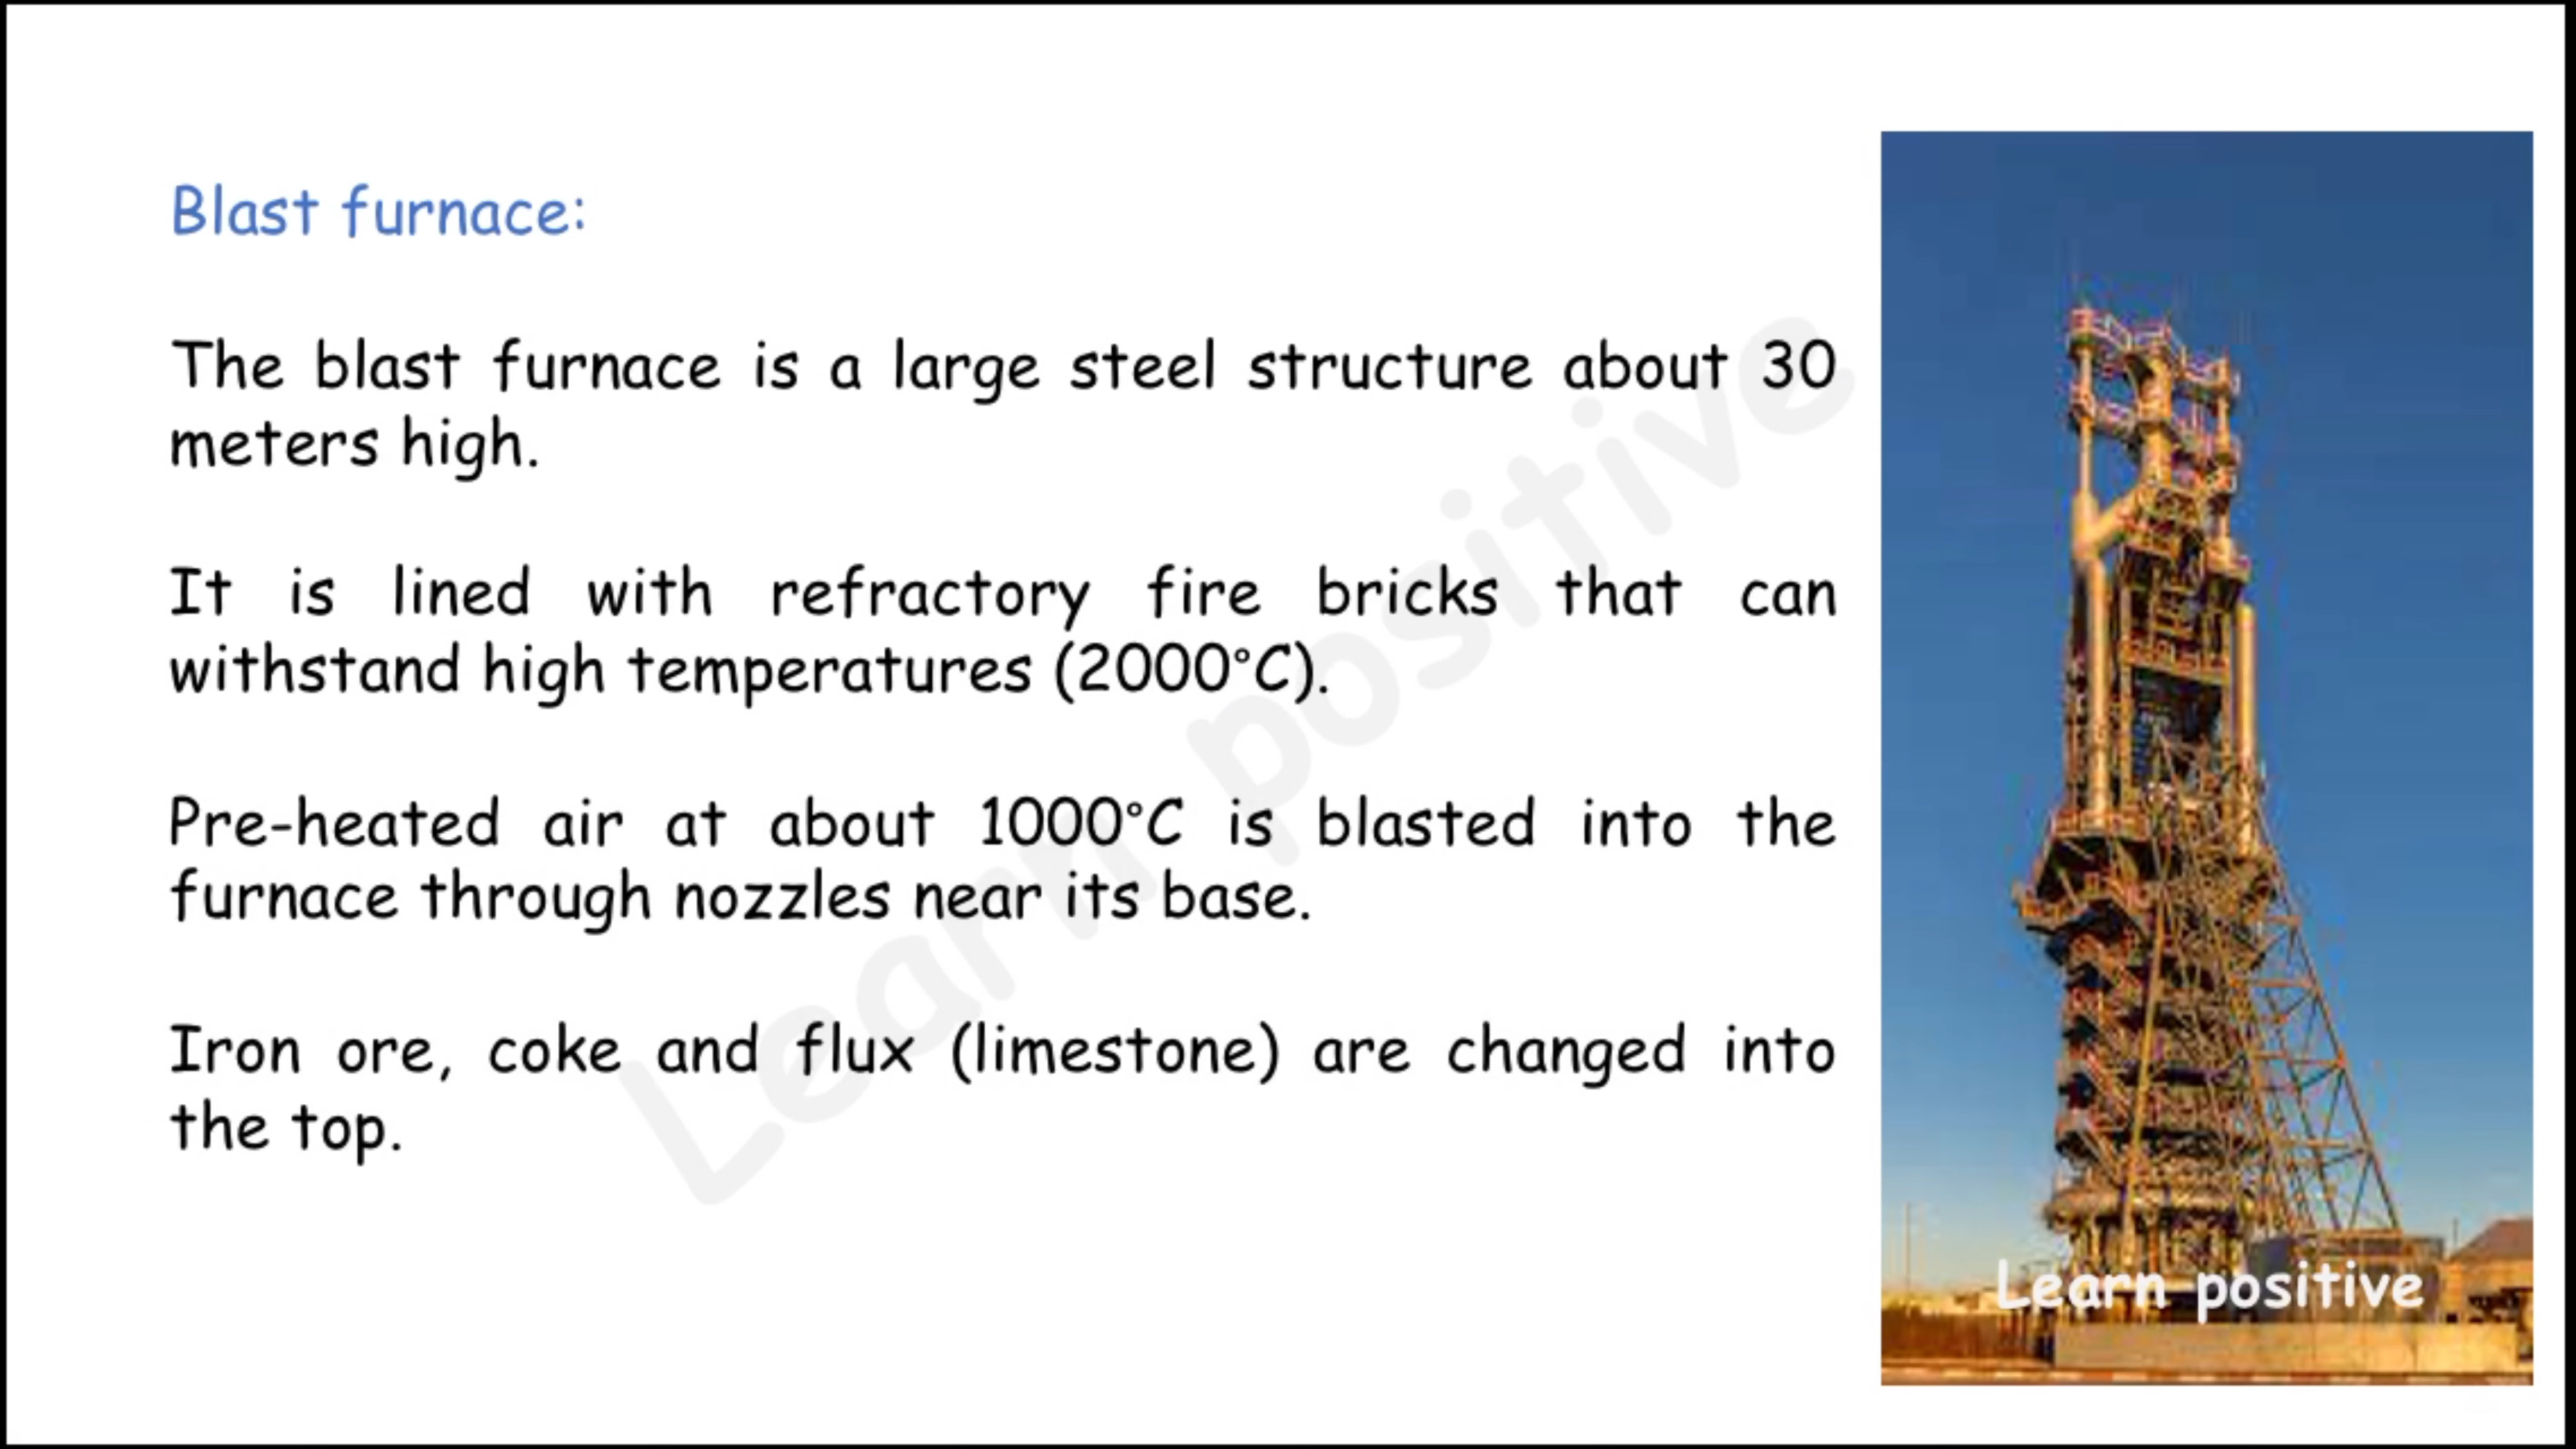 Blast furnace:
The blast furnace is a large steel structure about 30
meters high.
It is lined with refractory fire bricks that can
withstand high temperatures (2000°C).
Pre-heated air at about 1000°C is blasted into the
furnace through nozzles near its base.
Iron ore, coke and flux (limestone) are changed into
the top.
Learn positive
Learn positive